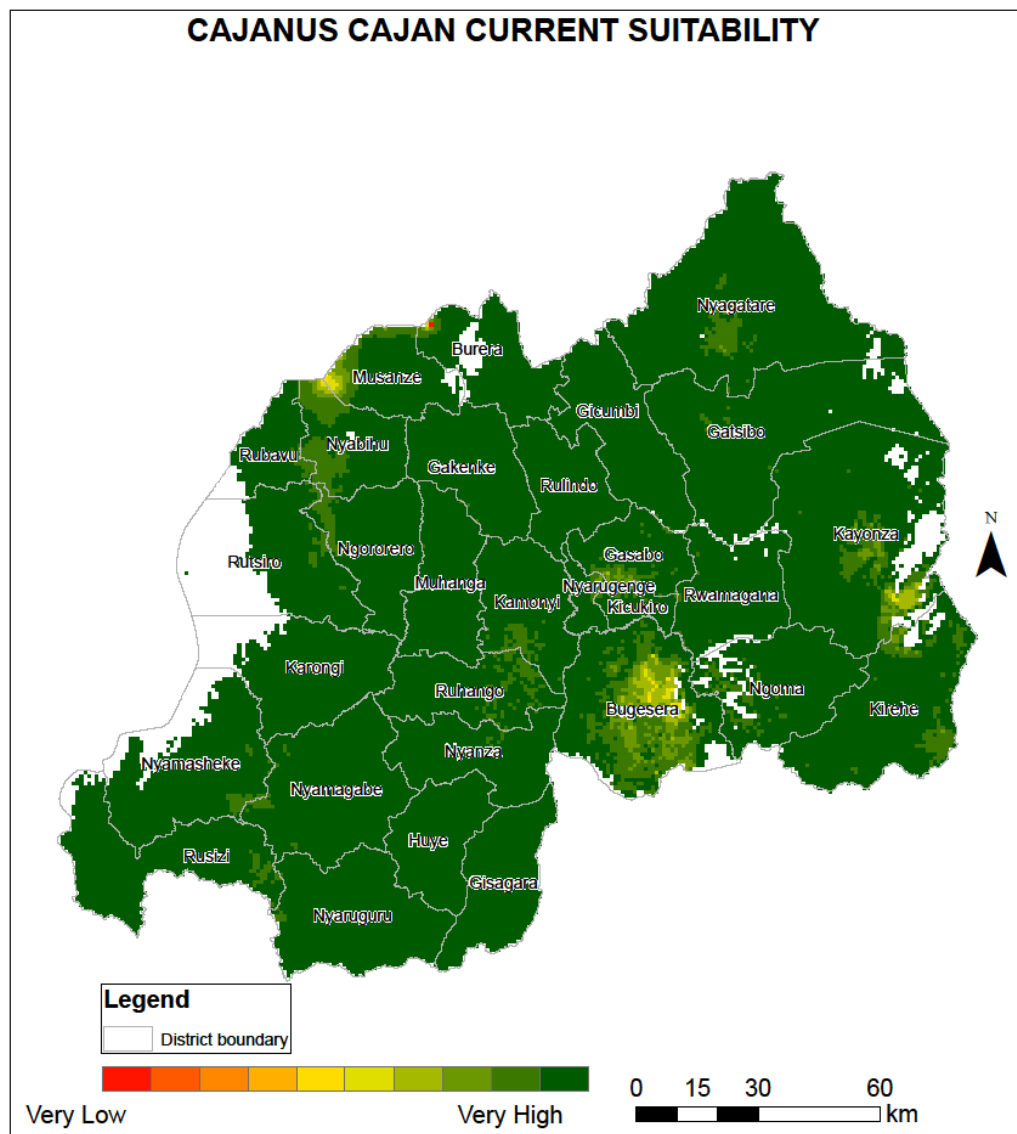 CAJANUS CAJAN CURRENT SUITABILITY
Nyagatare
Burera
Musanze
Gicumbi
Gatsibo
Nyabihu
Rubavu
Gakenke
Rulindo
N
Kayonza
Ngororero
Gasabo
Rutsiro
Muhanga
Nyarugenge
Rwamagana
Kamonyi
Kicukiro
Karongi
Ruhango
Ngoma
Bugesera
Kirehe
Nyanza
Nyamasheke
Nyamagabe
Huye
Rusizi
Gisagara
Nyaruguru
Legend
District boundary
Very Low
Very High
0 15 30 60
km